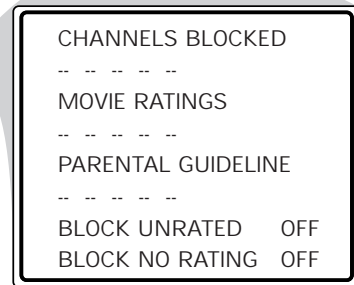 CHANNELS BLOCKED
-- -- -- -- --
MOVIE RATINGS
-- -- -- -- --
PARENTAL GUIDELINE
-- -- -- -- --
BLOCK UNRATED OFF
BLOCK NO RATING OFF